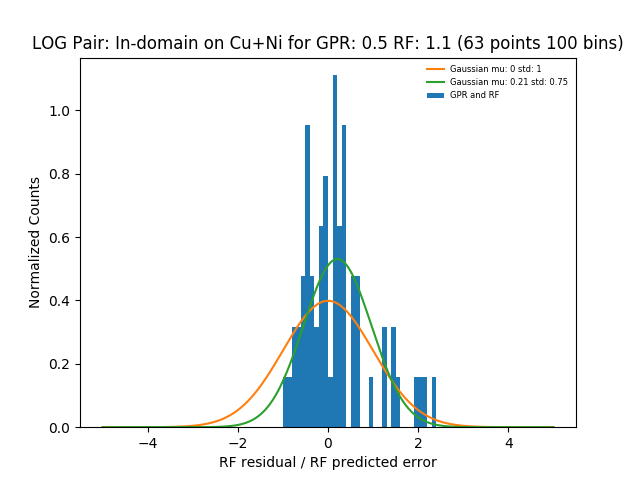 LOG Pair: In-domain on Cu+Ni for GPR: 0.5 RF: 1.1 (63 points 100 bins)
Gaussian mu: 0 std: 1
Gaussian mu: 0.21 std: 0.75
GPR and RF
Normalized Counts
1.0
0.8
0.6
0.4
0.2
0.0
−4 −2 0 2 4
RF residual / RF predicted error